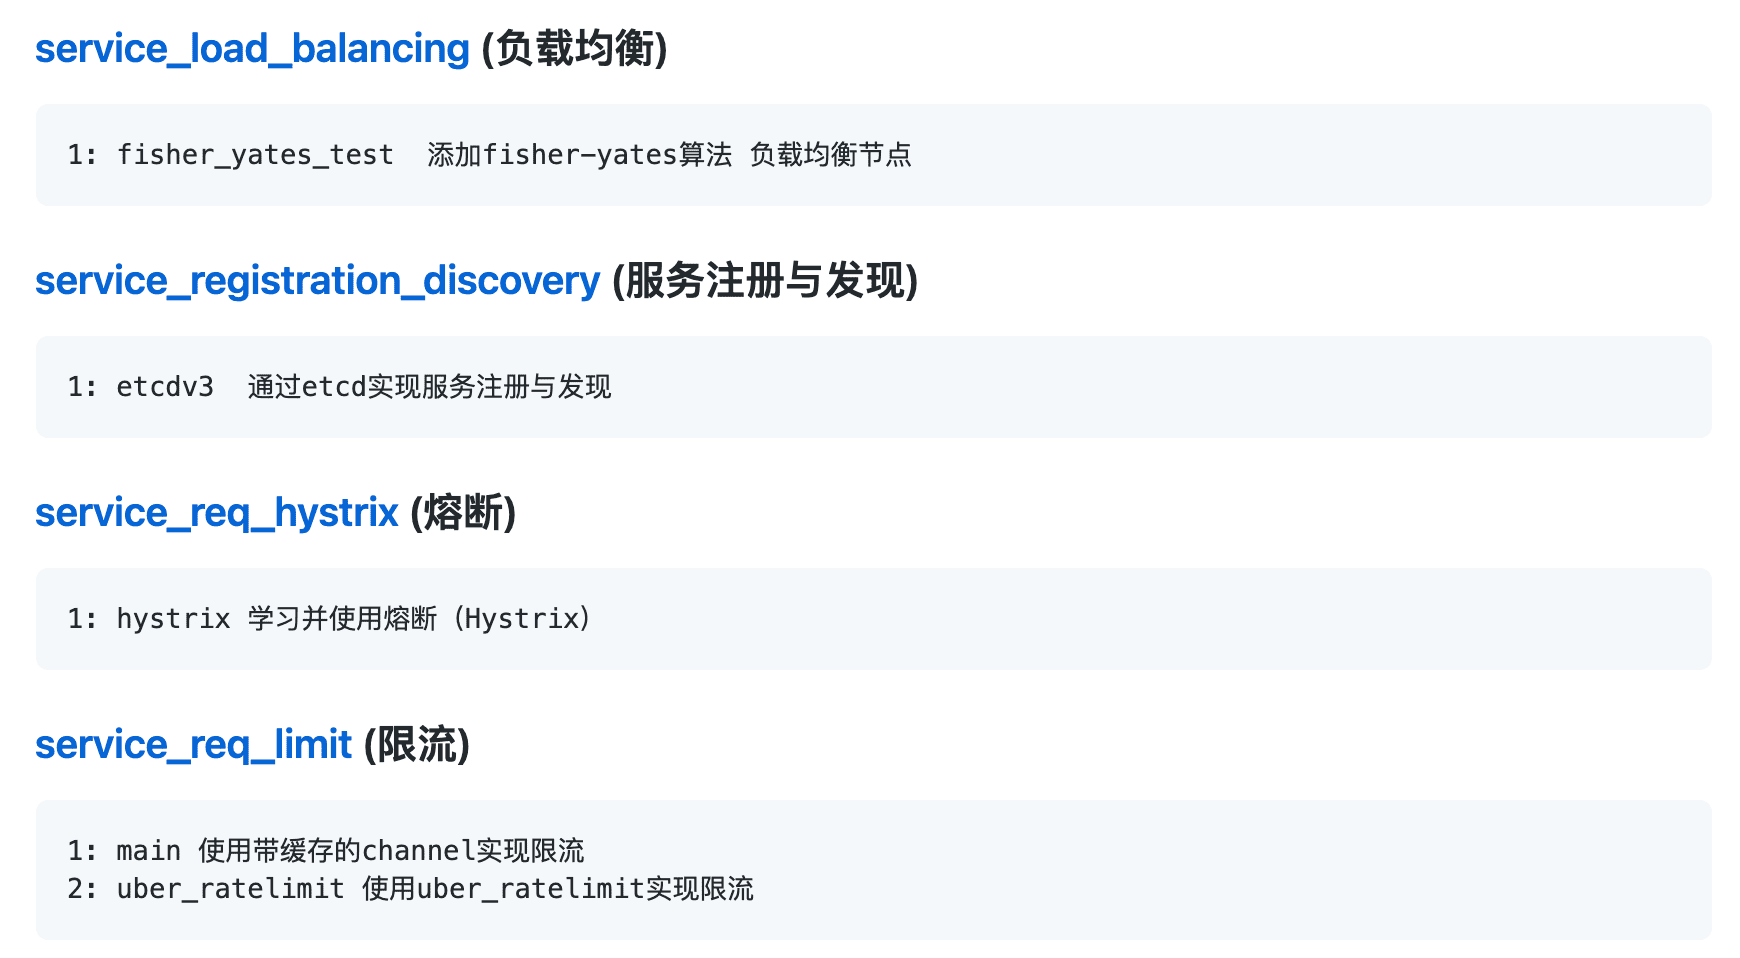 service_load_balancing (负载均衡)
1: fisher_yates_test  添加fisher-yates算法 负载均衡节点
service_registration_discovery (服务注册与发现)
1: etcdv3  通过etcd实现服务注册与发现
service_req_hystrix (熔断)
1: hystrix 学习并使用熔断（Hystrix）
service_req_limit (限流)
1: main 使用带缓存的channel实现限流
2: uber_ratelimit 使用uber_ratelimit实现限流